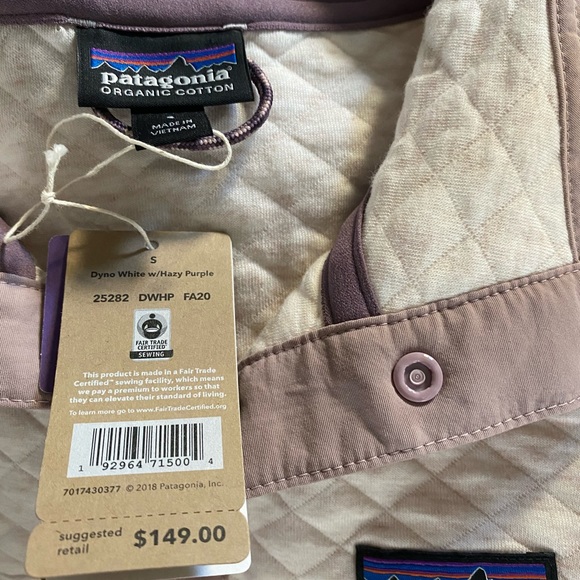 patagonia
ORGANIC COTTON
S
MADE IN
VIETNAM
S
Dyno White w/Hazy Purple
25282 DWHP FA20
FAIR TRADE
CERTIFIED™
SEWING
This product is made in a Fair Trade
Certified™ sewing facility, which means
we pay a premium to workers so that
they can elevate their standard of living.
To learn more go to www.FairTradeCertified.org
1 92964 71500 4
7017430377 © 2018 Patagonia, Inc.
suggested
retail
$149.00